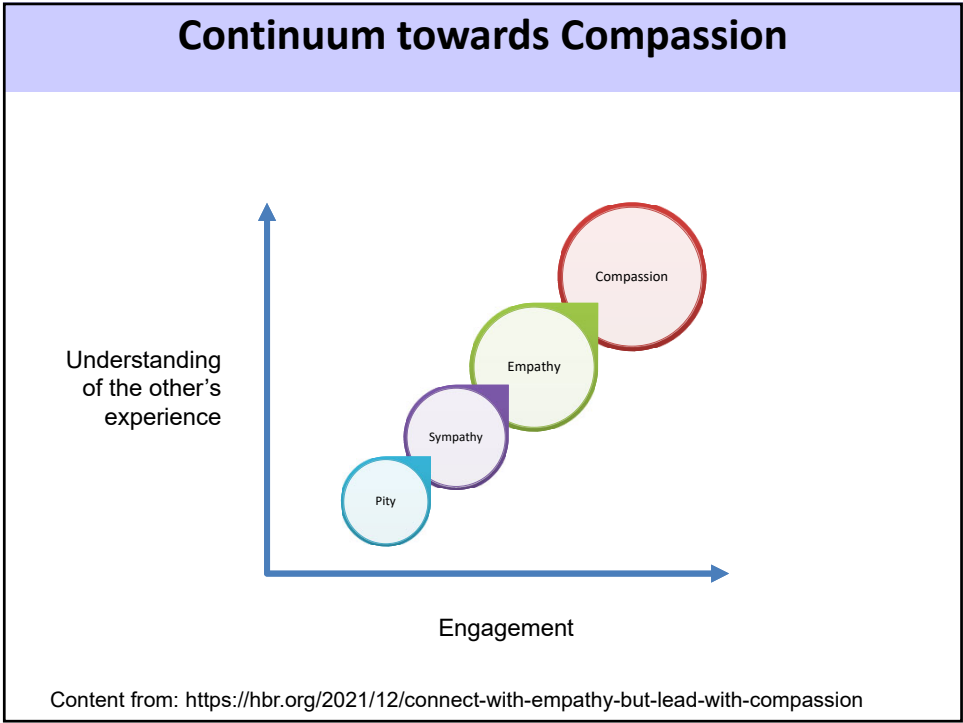 Continuum towards Compassion
Compassion
Empathy
Sympathy
Pity
Understanding
of the other’s
experience
Engagement
Content from: https://hbr.org/2021/12/connect-with-empathy-but-lead-with-compassion